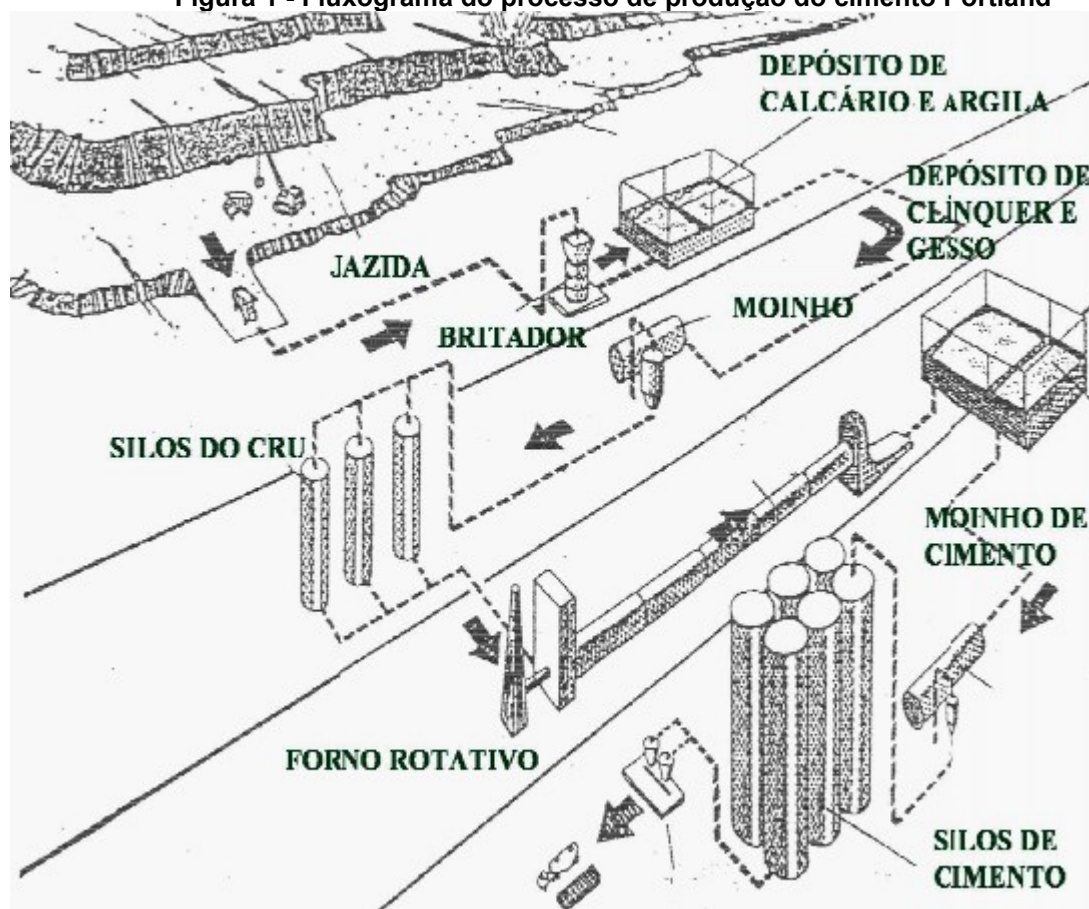 Figura 1 - Fluxograma do processo de produção do cimento Portland
DEPÓSITO DE
CALCÁRIO E ARGILA
DEPÓSITO DE
CLÍNQUER E
GESSO
JAZIDA
BRITADOR
MOINHO
SILOS DO CRU
MOINHO DE
CIMENTO
FORNO ROTATIVO
SILOS DE
CIMENTO